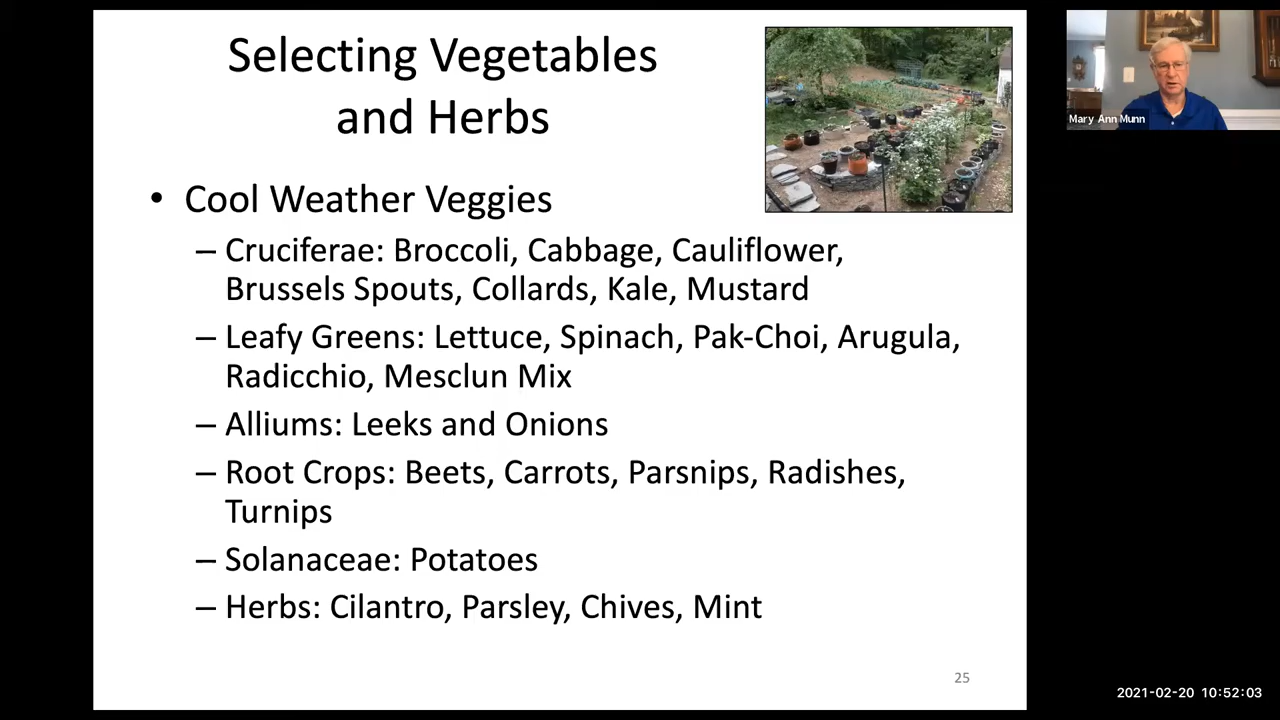 Selecting Vegetables
and Herbs
• Cool Weather Veggies
– Cruciferae: Broccoli, Cabbage, Cauliflower,
Brussels Spouts, Collards, Kale, Mustard
– Leafy Greens: Lettuce, Spinach, Pak-Choi, Arugula,
Radicchio, Mesclun Mix
– Alliums: Leeks and Onions
– Root Crops: Beets, Carrots, Parsnips, Radishes,
Turnips
– Solanaceae: Potatoes
– Herbs: Cilantro, Parsley, Chives, Mint
25
Mary Ann Munn
2021-02-20 10:52:03